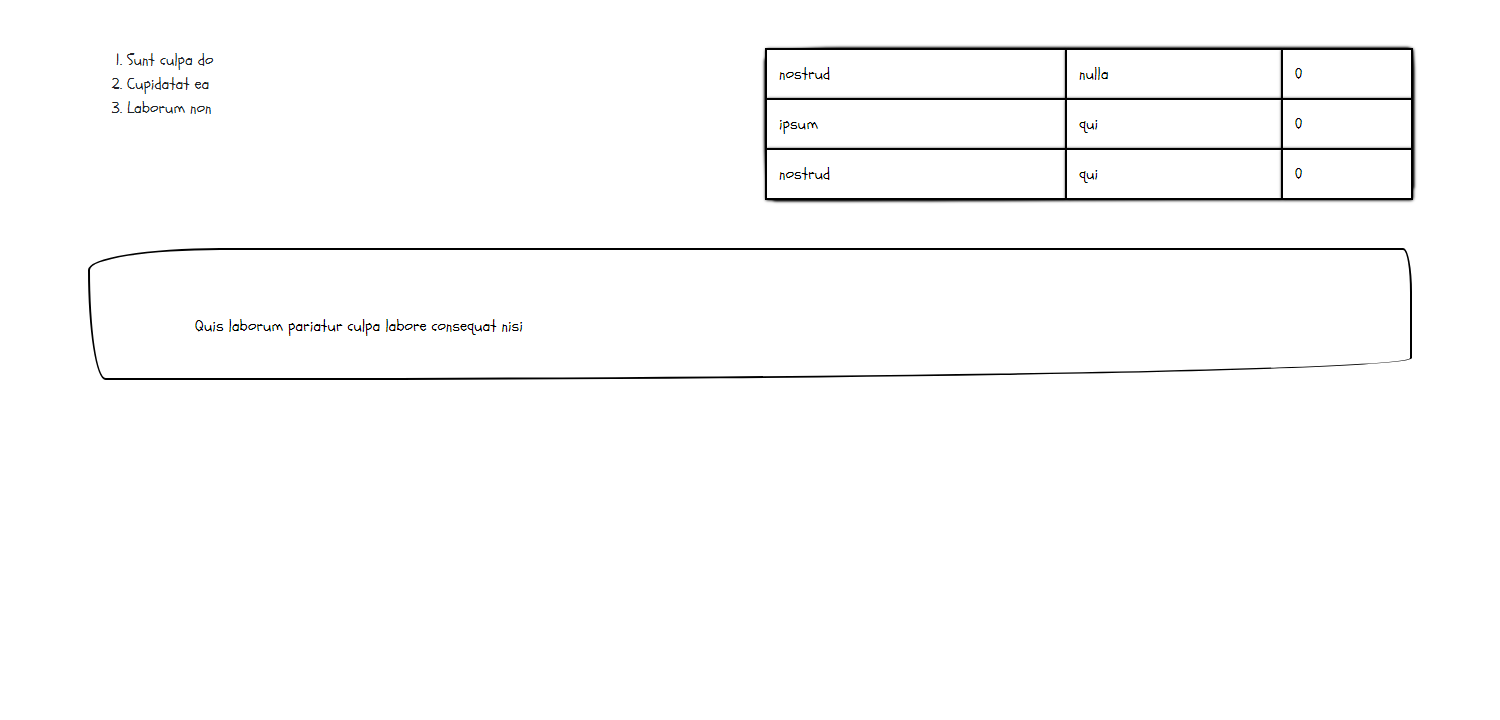 1. Sunt culpa do
2. Cupidatat ea
3. Laborum non
nostrud nulla 0
ipsum qui 0
nostrud qui 0
Quis laborum pariatur culpa labore consequat nisi